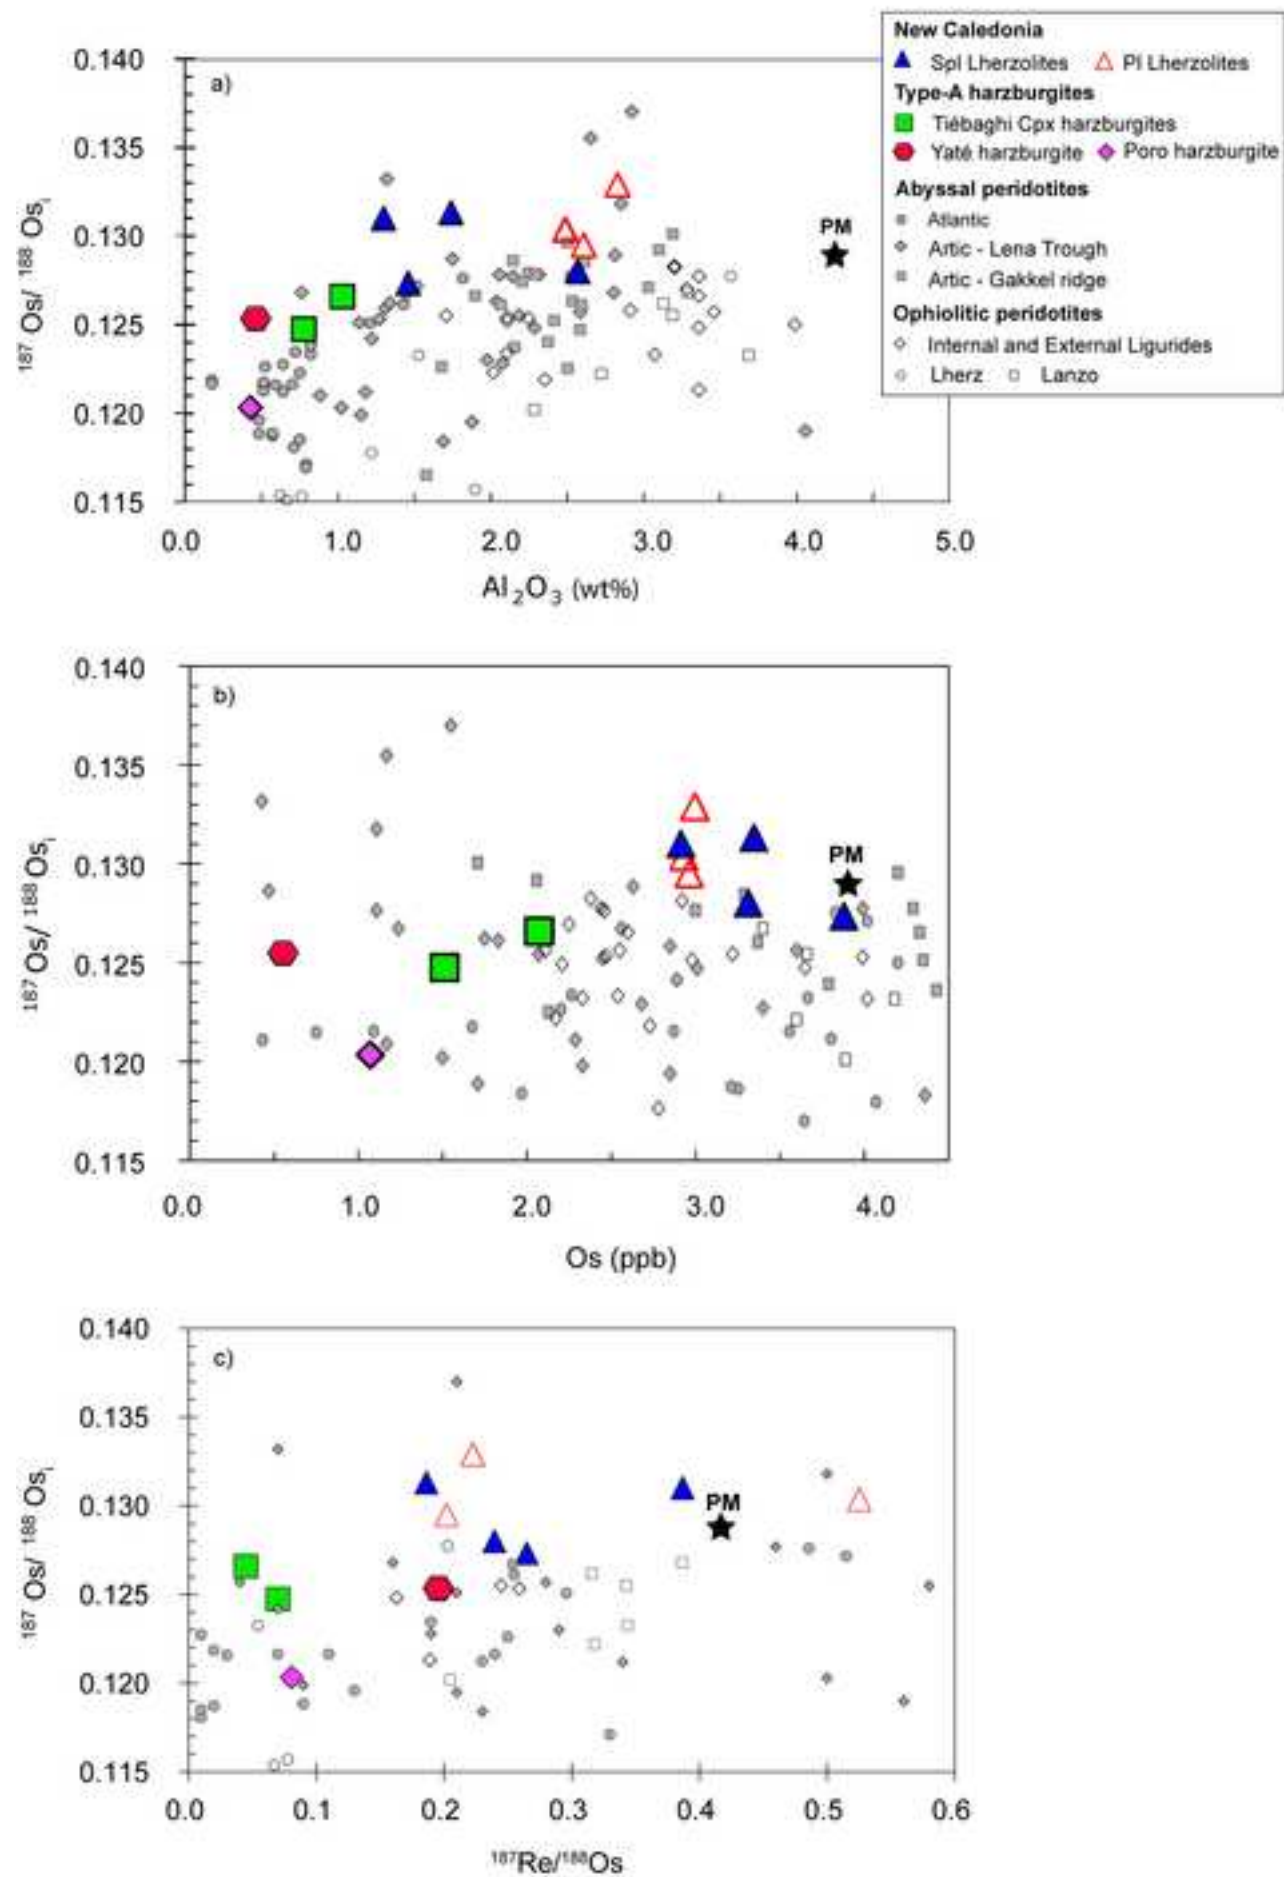 New Caledonia
Spl Lherzolites Pl Lherzolites
Type-A harzburgites
Tiébaghi Cpx harzburgites
Yaté harzburgite Poro harzburgite
Abyssal peridotites
Atlantic
Artic - Lena Trough
Artic - Gakkel ridge
Ophiolitic peridotites
Internal and External Ligurides
Lherz Lanzo
a)
PM
0.140
0.135
0.130
0.125
0.120
0.115
187 Os/ 188 Osi
0.0 1.0 2.0 3.0 4.0 5.0
Al2O3 (wt%)
b)
PM
0.140
0.135
0.130
0.125
0.120
0.115
187 Os/ 188 Osi
0.0 1.0 2.0 3.0 4.0
Os (ppb)
c)
PM
0.140
0.135
0.130
0.125
0.120
0.115
187 Os/ 188 Osi
0.0 0.1 0.2 0.3 0.4 0.5 0.6
187Re/188Os